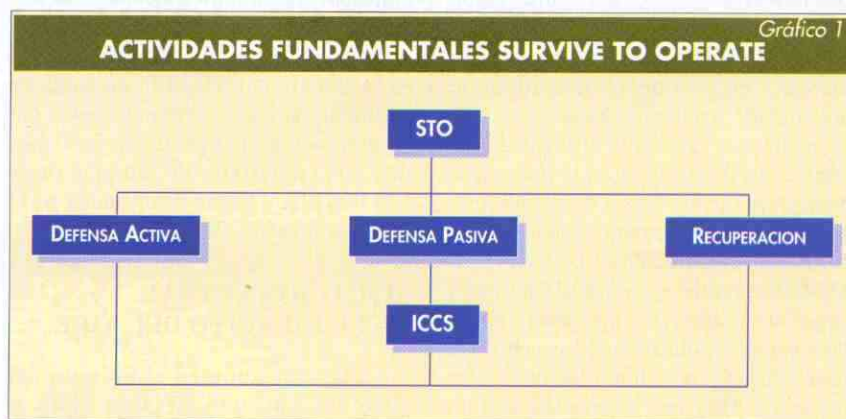 Gráfico 1
ACTIVIDADES FUNDAMENTALES SURVIVE TO OPERATE
STO
DEFENSA ACTIVA
DEFENSA PASIVA
RECUPERACION
ICCS